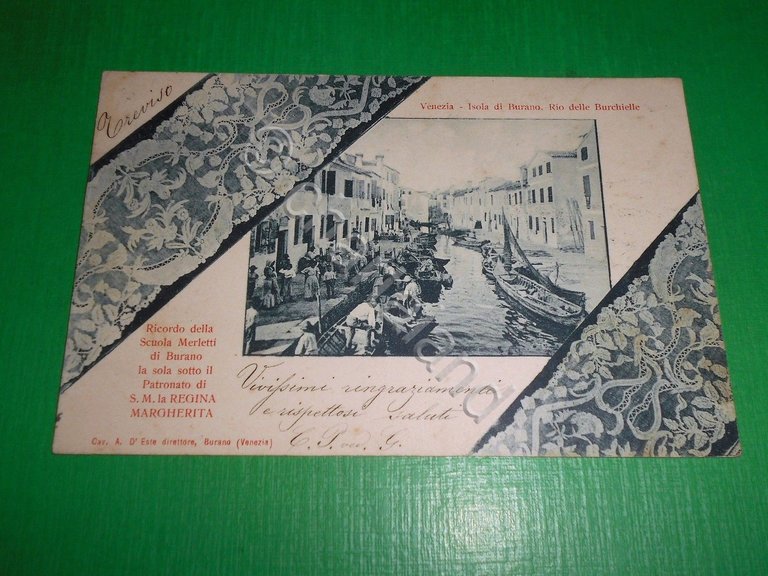 Treviso
Venezia - Isola di Burano. Rio delle Burchielle
Ricordo della
Scuola Merletti
di Burano
la sola sotto il
Patronato di
S. M. la REGINA
MARGHERITA
Vivissimi ringraziamenti
e rispettosi saluti
Cav. A. D' Este direttore, Burano (Venezia)